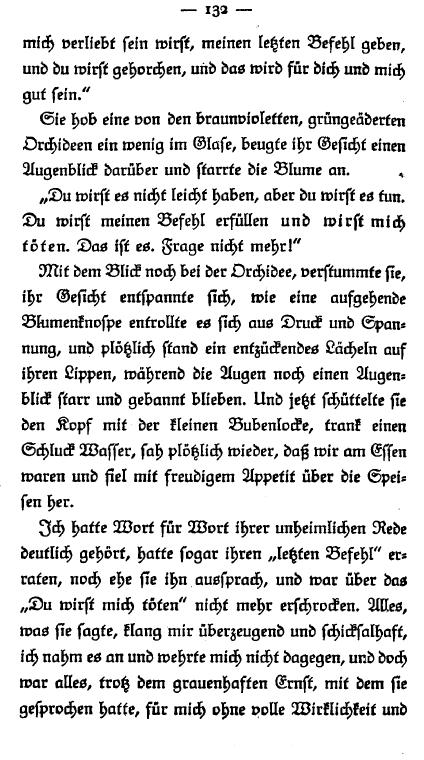 — 132 —
mich verliebt sein wirst, meinen letzten Befehl geben,
und du wirst gehorchen, und das wird für dich und mich
gut sein.“
Sie hob eine von den braunvioletten, grüngeäderten
Orchideen ein wenig im Glase, beugte ihr Gesicht einen
Augenblick darüber und starrte die Blume an.
„Du wirst es nicht leicht haben, aber du wirst es tun.
Du wirst meinen Befehl erfüllen und wirst mich
töten. Das ist es. Frage nicht mehr!“
Mit dem Blick noch bei der Orchidee, verstummte sie,
ihr Gesicht entspannte sich, wie eine aufgehende
Blumenknospe entrollte es sich aus Druck und Span-
nung, und plötzlich stand ein entzückendes Lächeln auf
ihren Lippen, während die Augen noch einen Augen-
blick starr und gebannt blieben. Und jetzt schüttelte sie
den Kopf mit der kleinen Bubenlocke, trank einen
Schluck Wasser, sah plötzlich wieder, daß wir am Essen
waren und fiel mit freudigem Appetit über die Spei-
sen her.
Ich hatte Wort für Wort ihrer unheimlichen Rede
deutlich gehört, hatte sogar ihren „letzten Befehl“ er-
raten, noch ehe sie ihn aussprach, und war über das
„Du wirst mich töten“ nicht mehr erschrocken. Alles,
was sie sagte, klang mir überzeugend und schicksalhaft,
ich nahm es an und wehrte mich nicht dagegen, und doch
war alles, trotz dem grauenhaften Ernst, mit dem sie
gesprochen hatte, für mich ohne volle Wirklichkeit und